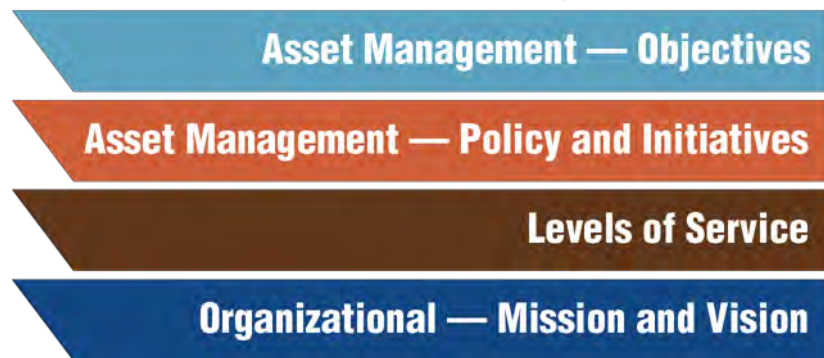 Asset Management — Objectives
Asset Management — Policy and Initiatives
Levels of Service
Organizational — Mission and Vision